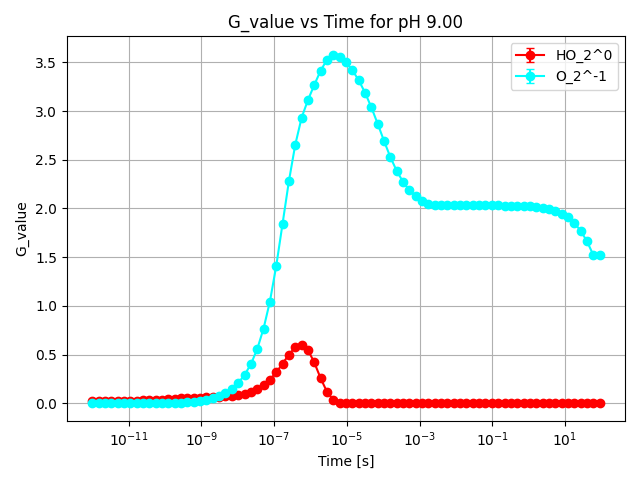 G_value vs Time for pH 9.00
HO_2^0
O_2^-1
G_value
3.5
3.0
2.5
2.0
1.5
1.0
0.5
0.0
10⁻¹¹ 10⁻⁹ 10⁻⁷ 10⁻⁵ 10⁻³ 10⁻¹ 10¹
Time [s]